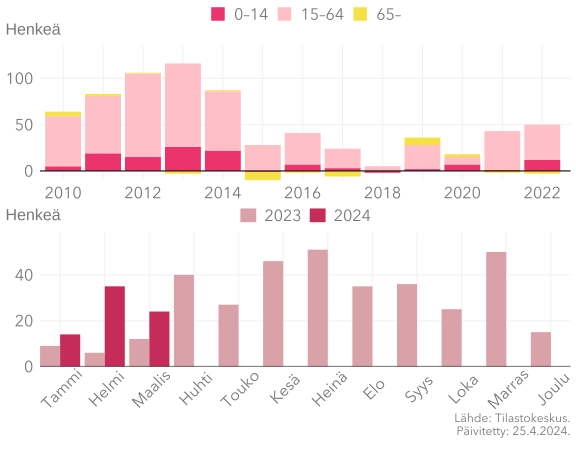 0–14 15–64 65–
Henkeä
100
50
0
2010 2012 2014 2016 2018 2020 2022
Henkeä
2023 2024
40
20
0
Tammi Helmi Maalis Huhti Touko Kesä Heinä Elo Syys Loka Marras Joulu
Lähde: Tilastokeskus.
Päivitetty: 25.4.2024.